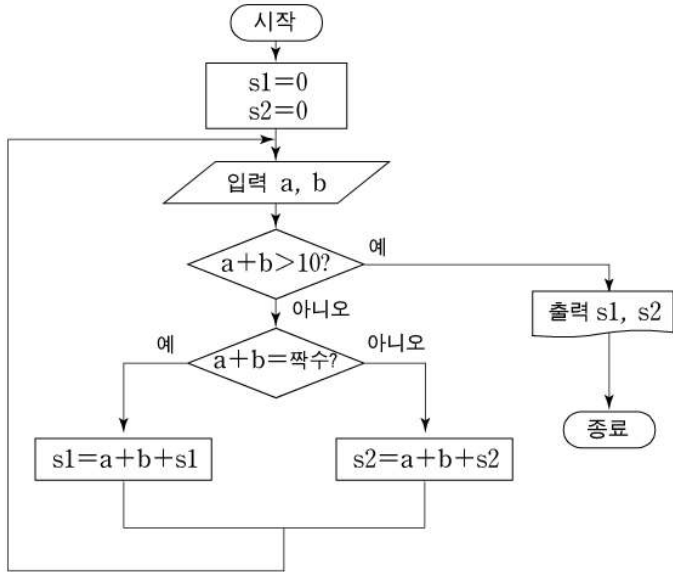 시작
s1=0
s2=0
입력 a, b
a+b>10?
예
아니오
출력 s1, s2
a+b=짝수?
예
아니오
종료
s1=a+b+s1
s2=a+b+s2